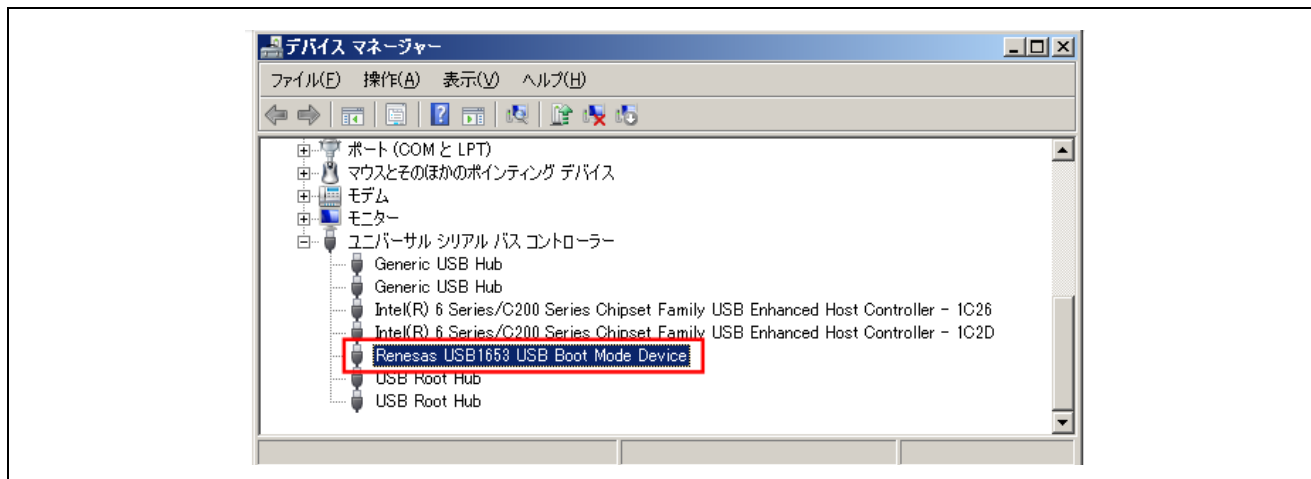 デバイス マネージャー
ファイル(F) 操作(A) 表示(V) ヘルプ(H)
ポート (COM と LPT)
マウスとそのほかのポインティング デバイス
モデム
モニター
ユニバーサル シリアル バス コントローラー
Generic USB Hub
Generic USB Hub
Intel(R) 6 Series/C200 Series Chipset Family USB Enhanced Host Controller - 1C26
Intel(R) 6 Series/C200 Series Chipset Family USB Enhanced Host Controller - 1C2D
Renesas USB1653 USB Boot Mode Device
USB Root Hub
USB Root Hub